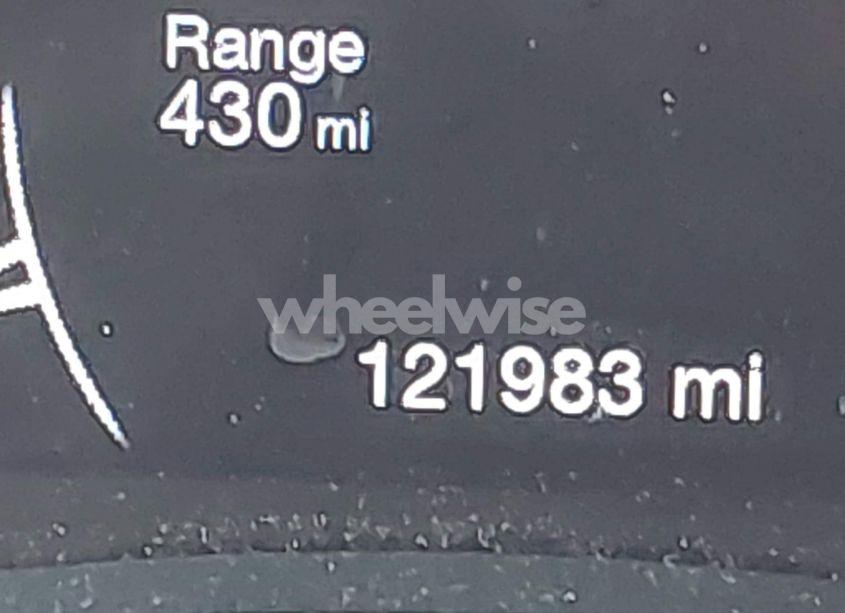 Range
430 mi
wheelwise
121983 mi